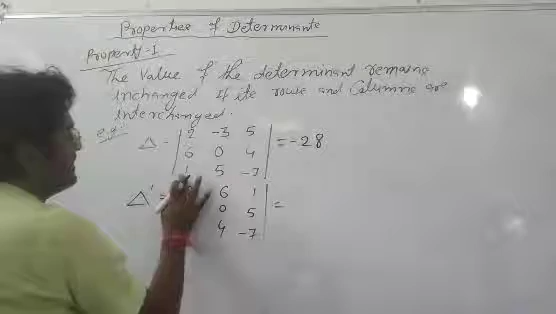 Properties of Determinants
Property-I
The Value of the determinant remains
unchanged if its rows and Columns are
interchanged.
e.g.:
Δ = | 2 -3 5 |
| 6 0 4 | = -28
| 1 5 -7 |
Δ' = 6 1 |
0 5 | =
4 -7 |